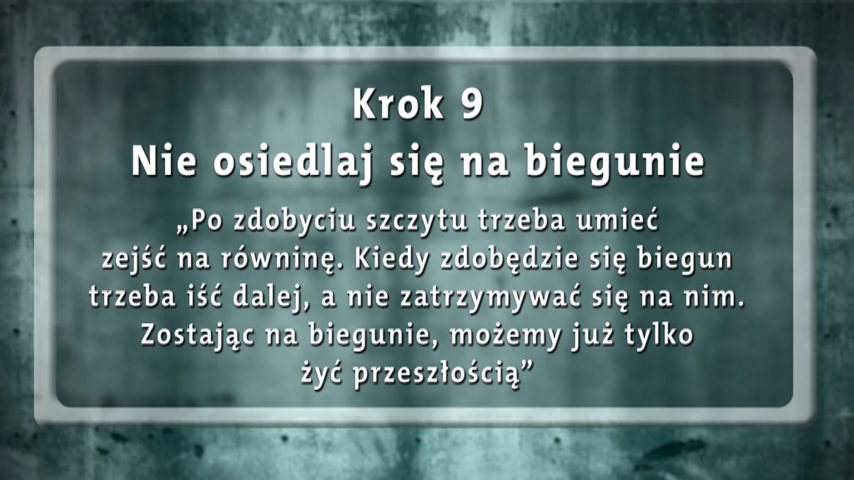 Krok 9
Nie osiedlaj się na biegunie
„Po zdobyciu szczytu trzeba umieć
zejść na równinę. Kiedy zdobędzie się biegun
trzeba iść dalej, a nie zatrzymywać się na nim.
Zostając na biegunie, możemy już tylko
żyć przeszłością”